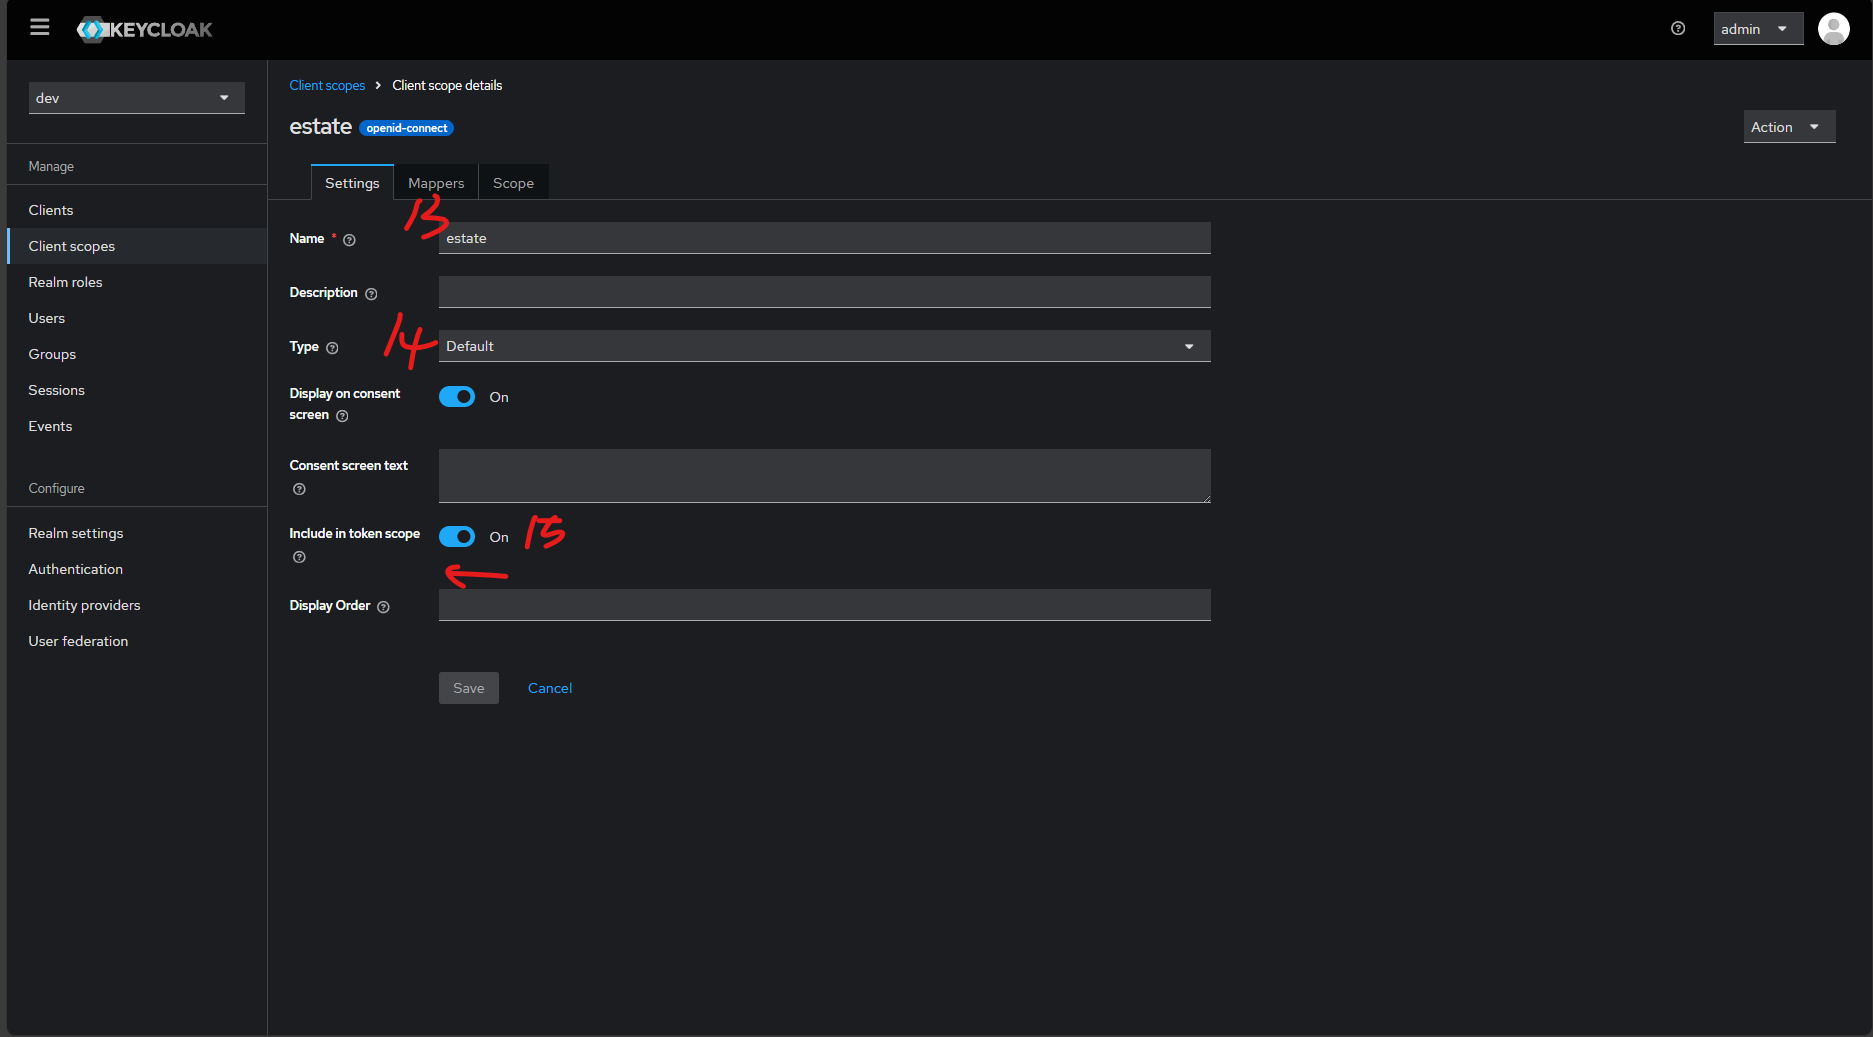 KEYCLOAK
admin
dev
Manage
Clients
Client scopes
Realm roles
Users
Groups
Sessions
Events
Configure
Realm settings
Authentication
Identity providers
User federation
Client scopes > Client scope details
estate openid-connect
Action
Settings Mappers Scope
13
Name * estate
Description
14
Type Default
Display on consent
screen
On
Consent screen text
Include in token scope On 15
Display Order
Save Cancel